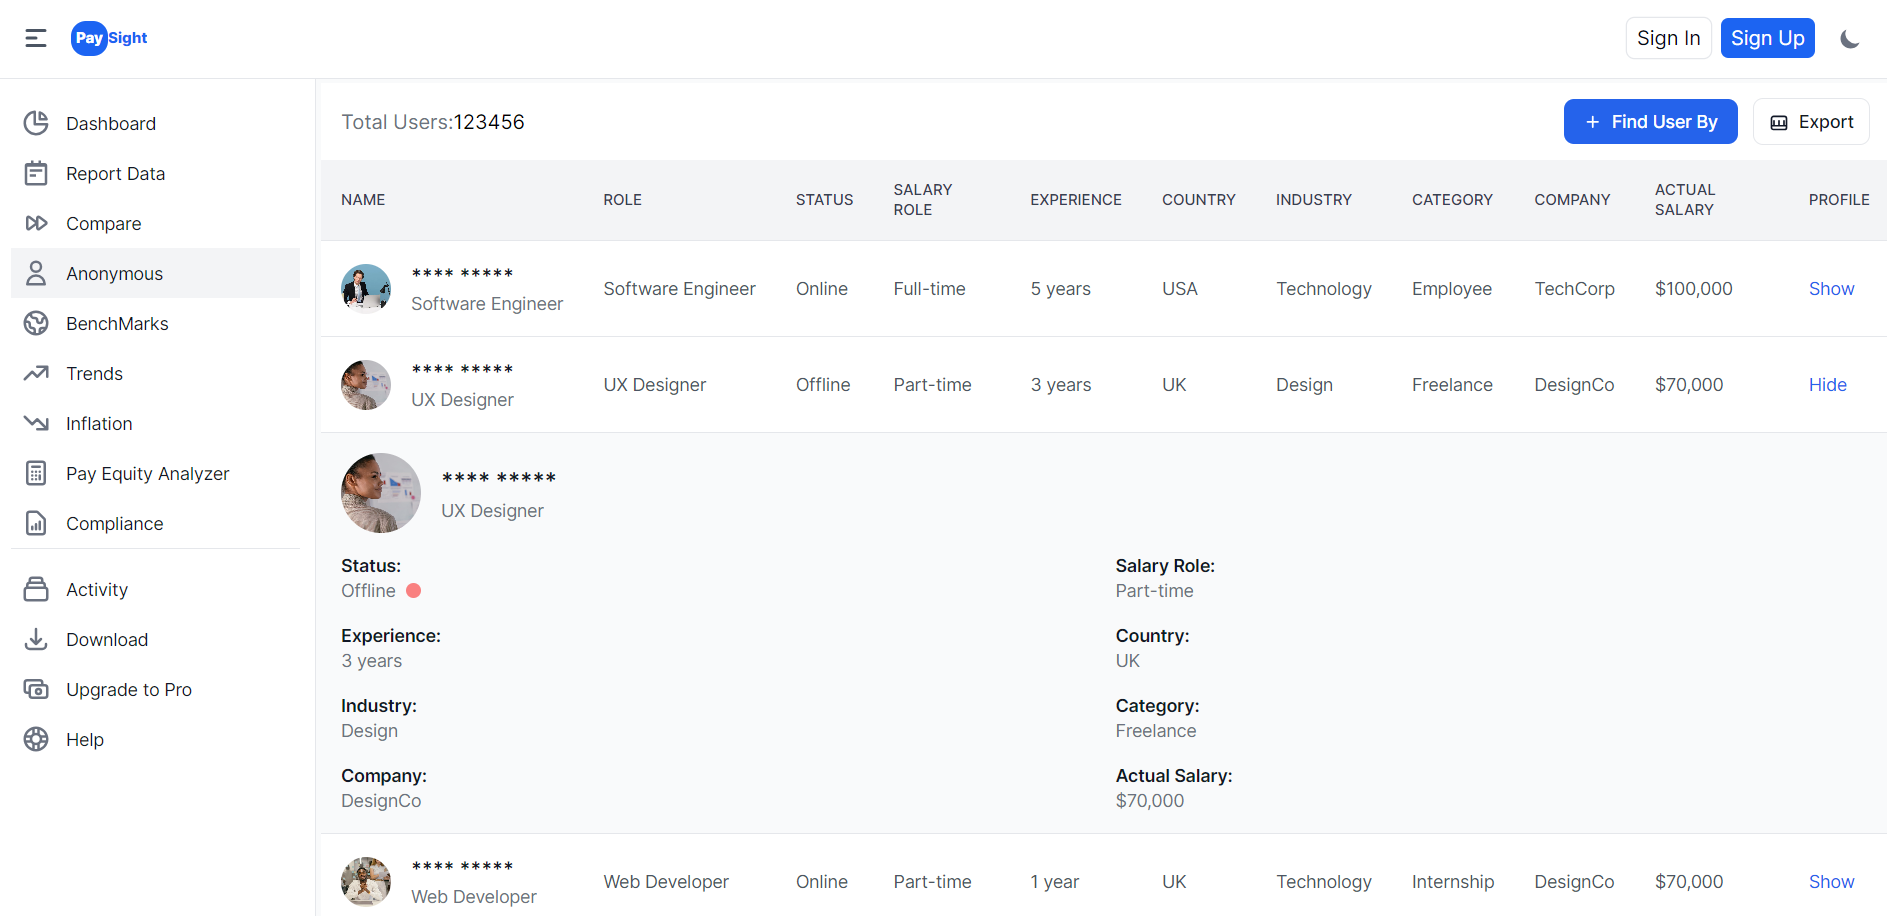 PaySight
Sign In
Sign Up
Dashboard
Report Data
Compare
Anonymous
BenchMarks
Trends
Inflation
Pay Equity Analyzer
Compliance
Activity
Download
Upgrade to Pro
Help
Total Users:123456
+ Find User By
Export
NAME ROLE STATUS SALARY ROLE EXPERIENCE COUNTRY INDUSTRY CATEGORY COMPANY ACTUAL SALARY PROFILE
**** *****
Software Engineer
Software Engineer Online Full-time 5 years USA Technology Employee TechCorp $100,000 Show
**** *****
UX Designer
UX Designer Offline Part-time 3 years UK Design Freelance DesignCo $70,000 Hide
**** *****
UX Designer
Status:
Offline
Salary Role:
Part-time
Experience:
3 years
Country:
UK
Industry:
Design
Category:
Freelance
Company:
DesignCo
Actual Salary:
$70,000
**** *****
Web Developer
Web Developer Online Part-time 1 year UK Technology Internship DesignCo $70,000 Show